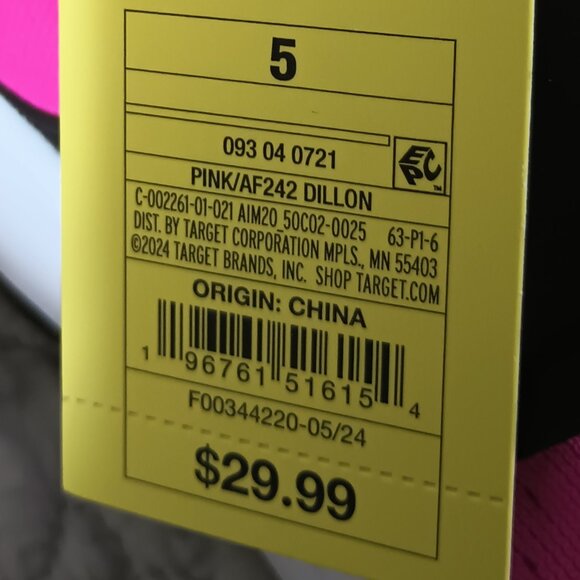 5
093 04 0721
EPC™
PINK/AF242 DILLON
C-002261-01-021 AIM20_50C02-0025 63-P1-6
DIST. BY TARGET CORPORATION MPLS., MN 55403
©2024 TARGET BRANDS, INC. SHOP TARGET.COM
ORIGIN: CHINA
1 96761 51615 4
F00344220-05/24
$29.99